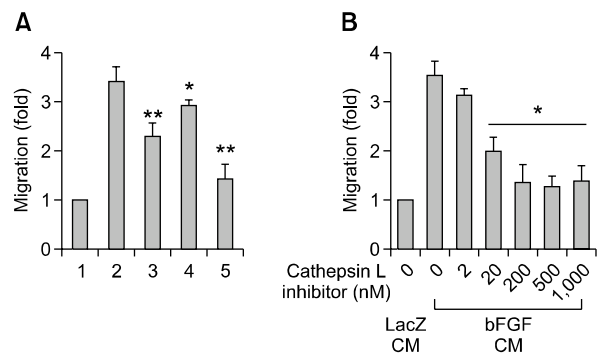 A
Migration (fold)
4
3
2
1
0
**
*
**
1 2 3 4 5
B
Migration (fold)
4
3
2
1
0
*
Cathepsin L
inhibitor (nM)
0 0 2 20 200 500 1,000
LacZ
CM
bFGF
CM